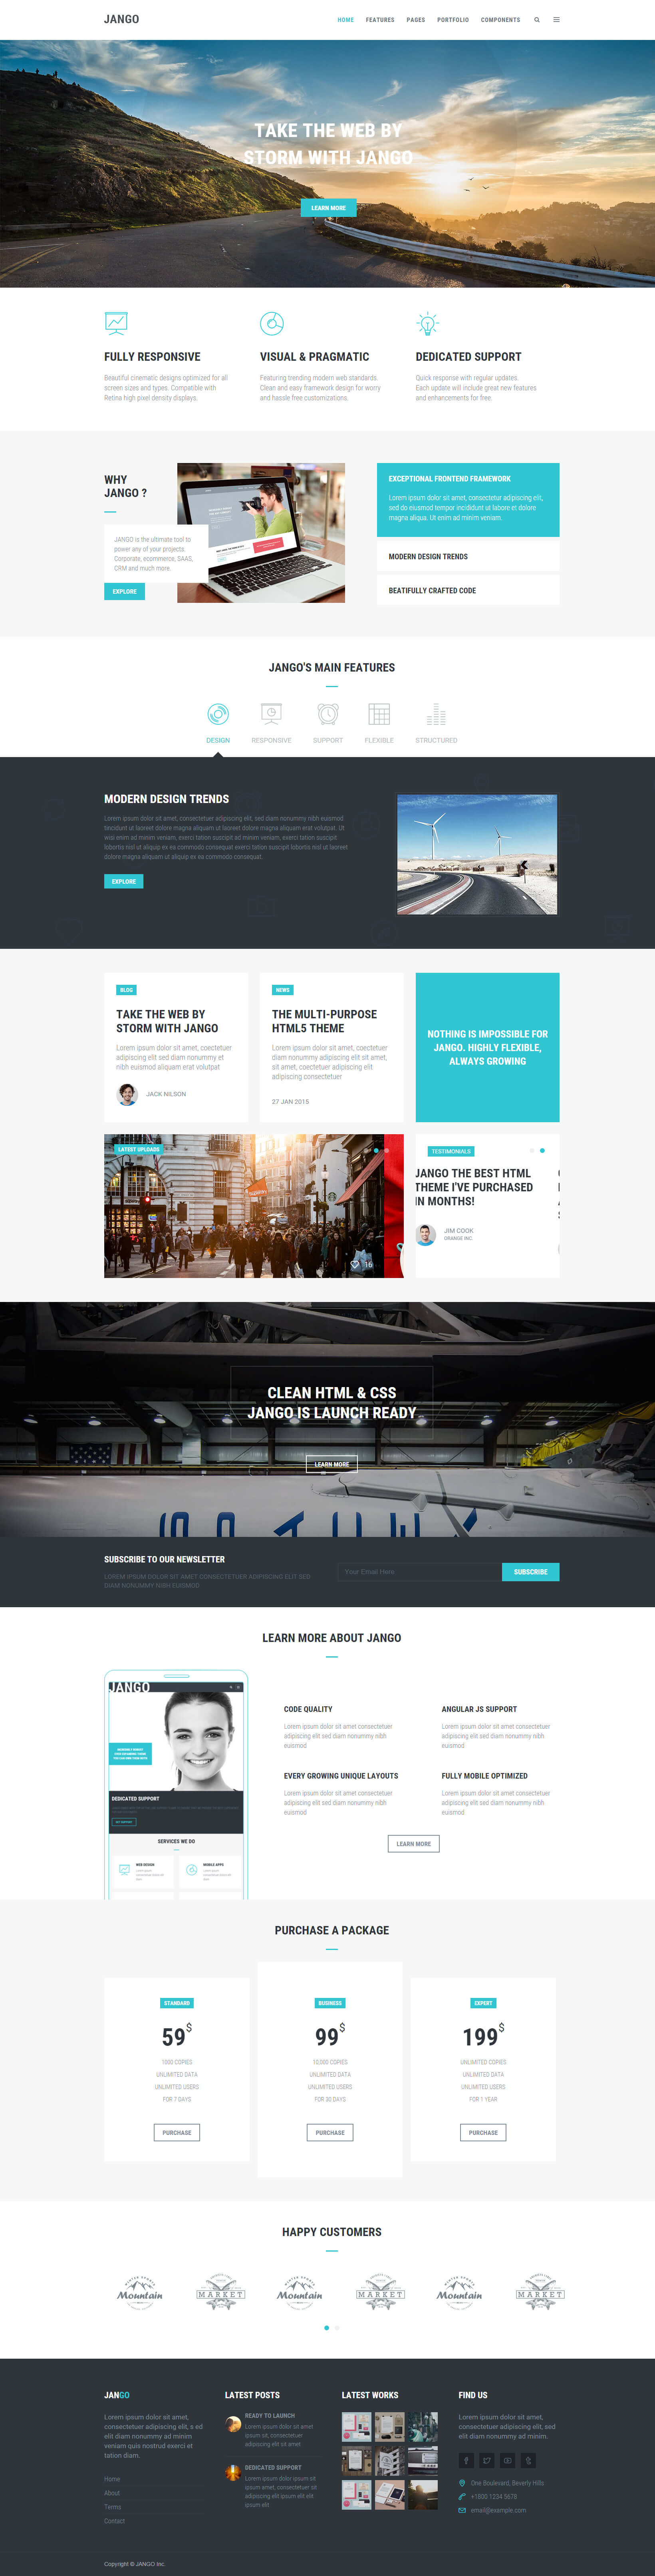 JANGO
HOME FEATURES PAGES PORTFOLIO COMPONENTS
TAKE THE WEB BY
STORM WITH JANGO
LEARN MORE
FULLY RESPONSIVE
Beautiful cinematic designs optimized for all
screen sizes and types. Compatible with
Retina high pixel density displays.
VISUAL & PRAGMATIC
Featuring trending modern web standards.
Clean and easy framework design for worry
and hassle free customizations.
DEDICATED SUPPORT
Quick response with regular updates.
Each update will include great new features
and enhancements for free.
WHY
JANGO ?
JANGO is the ultimate tool to
power any of your projects.
Corporate, ecommerce, SAAS,
CRM and much more.
EXPLORE
EXCEPTIONAL FRONTEND FRAMEWORK
Lorem ipsum dolor sit amet, consectetur adipiscing elit,
sed do eiusmod tempor incididunt ut labore et dolore
magna aliqua. Ut enim ad minim veniam.
MODERN DESIGN TRENDS
BEATIFULLY CRAFTED CODE
JANGO'S MAIN FEATURES
DESIGN RESPONSIVE SUPPORT FLEXIBLE STRUCTURED
MODERN DESIGN TRENDS
Lorem ipsum dolor sit amet, consectetur adipiscing elit, sed diam nonummy nibh euismod
tincidunt ut laoreet dolore magna aliquam ut laoreet dolore magna aliquam erat volutpat. Ut
wisi enim ad minim veniam, exerci tation suscipit ad minim veniam, exerci tation suscipit
lobortis nisl ut aliquip ex ea commodo consequat exerci tation suscipit lobortis nisl ut laoreet
dolore magna aliquam ut aliquip ex ea commodo consequat.
EXPLORE
BLOG
TAKE THE WEB BY
STORM WITH JANGO
Lorem ipsum dolor sit amet, coectetuer
adipiscing elit sed diam nonummy et
nibh euismod aliquam erat volutpat
JACK NILSON
NEWS
THE MULTI-PURPOSE
HTML5 THEME
Lorem ipsum dolor sit amet, coectetuer
diam nonummy adipiscing elit sit amet,
sit amet, coectetuer adipiscing elit
adipiscing consectetuer
27 JAN 2015
NOTHING IS IMPOSSIBLE FOR
JANGO. HIGHLY FLEXIBLE,
ALWAYS GROWING
LATEST UPLOADS
16
TESTIMONIALS
JANGO THE BEST HTML
THEME I'VE PURCHASED
IN MONTHS!
JIM COOK
ORANGE INC.
CLEAN HTML & CSS
JANGO IS LAUNCH READY
LEARN MORE
SUBSCRIBE TO OUR NEWSLETTER
LOREM IPSUM DOLOR SIT AMET CONSECTETUER ADIPISCING ELIT SED
DIAM NONUMMY NIBH EUISMOD
Your Email Here
SUBSCRIBE
LEARN MORE ABOUT JANGO
JANGO
DEDICATED SUPPORT
SERVICES WE DO
WEB DESIGN
MOBILE APPS
CODE QUALITY
Lorem ipsum dolor sit amet consectetuer
adipiscing elit sed diam nonummy nibh
euismod
ANGULAR JS SUPPORT
Lorem ipsum dolor sit amet consectetuer
adipiscing elit sed diam nonummy nibh
euismod
EVERY GROWING UNIQUE LAYOUTS
Lorem ipsum dolor sit amet consectetuer
adipiscing elit sed diam nonummy nibh
euismod
FULLY MOBILE OPTIMIZED
Lorem ipsum dolor sit amet consectetuer
adipiscing elit sed diam nonummy nibh
euismod
LEARN MORE
PURCHASE A PACKAGE
STANDARD
59$
1000 COPIES
UNLIMITED DATA
UNLIMITED USERS
FOR 7 DAYS
PURCHASE
BUSINESS
99$
10,000 COPIES
UNLIMITED DATA
UNLIMITED USERS
FOR 30 DAYS
PURCHASE
EXPERT
199$
UNLIMITED COPIES
UNLIMITED DATA
UNLIMITED USERS
FOR 1 YEAR
PURCHASE
HAPPY CUSTOMERS
Mountain MARKET Mountain MARKET Mountain MARKET
JANGO
Lorem ipsum dolor sit amet,
consectetuer adipiscing elit, s ed
elit diam nonummy ad minim
veniam quis nostrud exerci et
tation diam.
Home
About
Terms
Contact
LATEST POSTS
READY TO LAUNCH
Lorem ipsum dolor sit amet
ipsum sit, consectetuer
adipiscing elit sit amet
DEDICATED SUPPORT
Lorem ipsum dolor ipsum sit
ipsum amet, consectetuer sit
adipiscing elit ipsum elit elit
ipsum elit
LATEST WORKS
FIND US
Lorem ipsum dolor sit amet,
consectetuer adipiscing elit, sed
elit diam nonummy ad minim.
One Boulevard, Beverly Hills
+1800 1234 5678
email@example.com
Copyright © JANGO Inc.